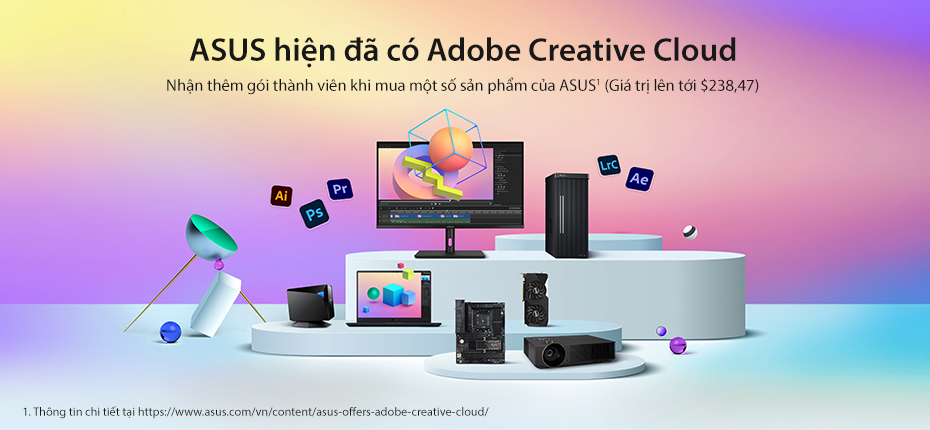 ASUS hiện đã có Adobe Creative Cloud
Nhận thêm gói thành viên khi mua một số sản phẩm của ASUS¹ (Giá trị lên tới $238,47)
Lrc
Ae
Pr
Ai
Ps
1. Thông tin chi tiết tại https://www.asus.com/vn/content/asus-offers-adobe-creative-cloud/